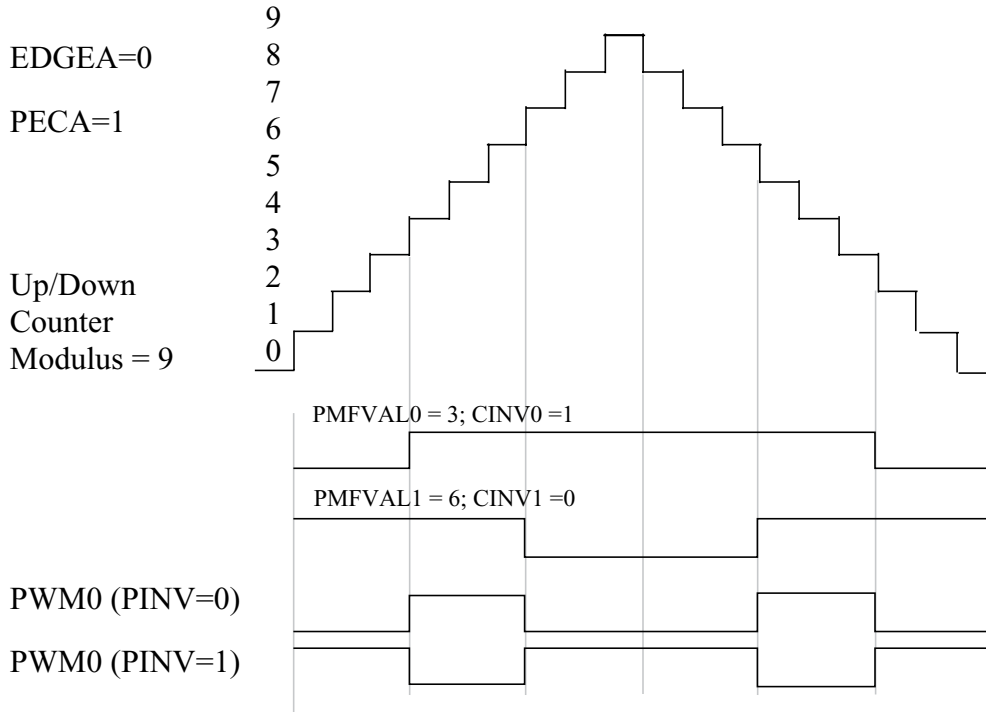 9
EDGEA=0
8
7
PECA=1
6
5
4
3
Up/Down
2
Counter
1
Modulus = 9
0
PMFVAL0 = 3; CINV0 =1
PMFVAL1 = 6; CINV1 =0
PWM0 (PINV=0)
PWM0 (PINV=1)